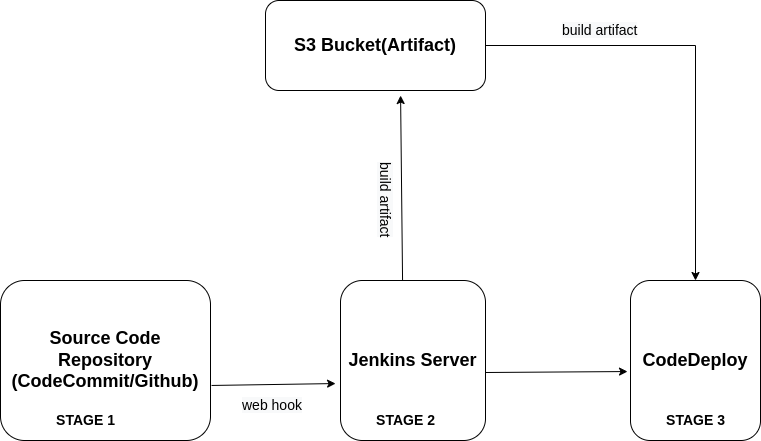 S3 Bucket(Artifact)
build artifact
build artifact
Source Code
Repository
(CodeCommit/Github)
STAGE 1
web hook
Jenkins Server
STAGE 2
CodeDeploy
STAGE 3